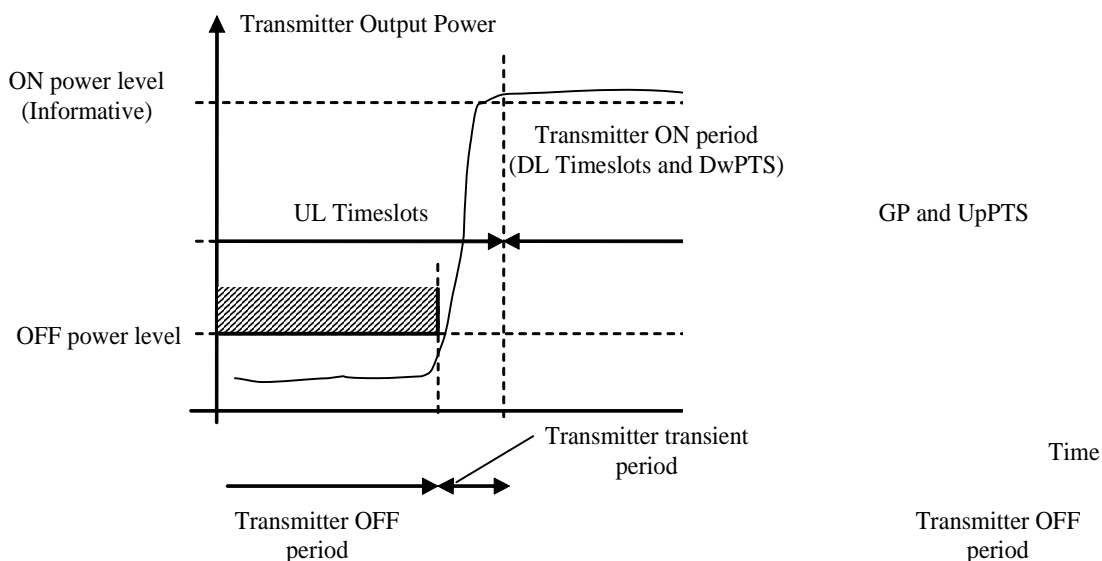 Transmitter Output Power
ON power level
(Informative)
Transmitter ON period
(DL Timeslots and DwPTS)
UL Timeslots
GP and UpPTS
OFF power level
Transmitter transient
period
Time
Transmitter OFF
period
Transmitter OFF
period